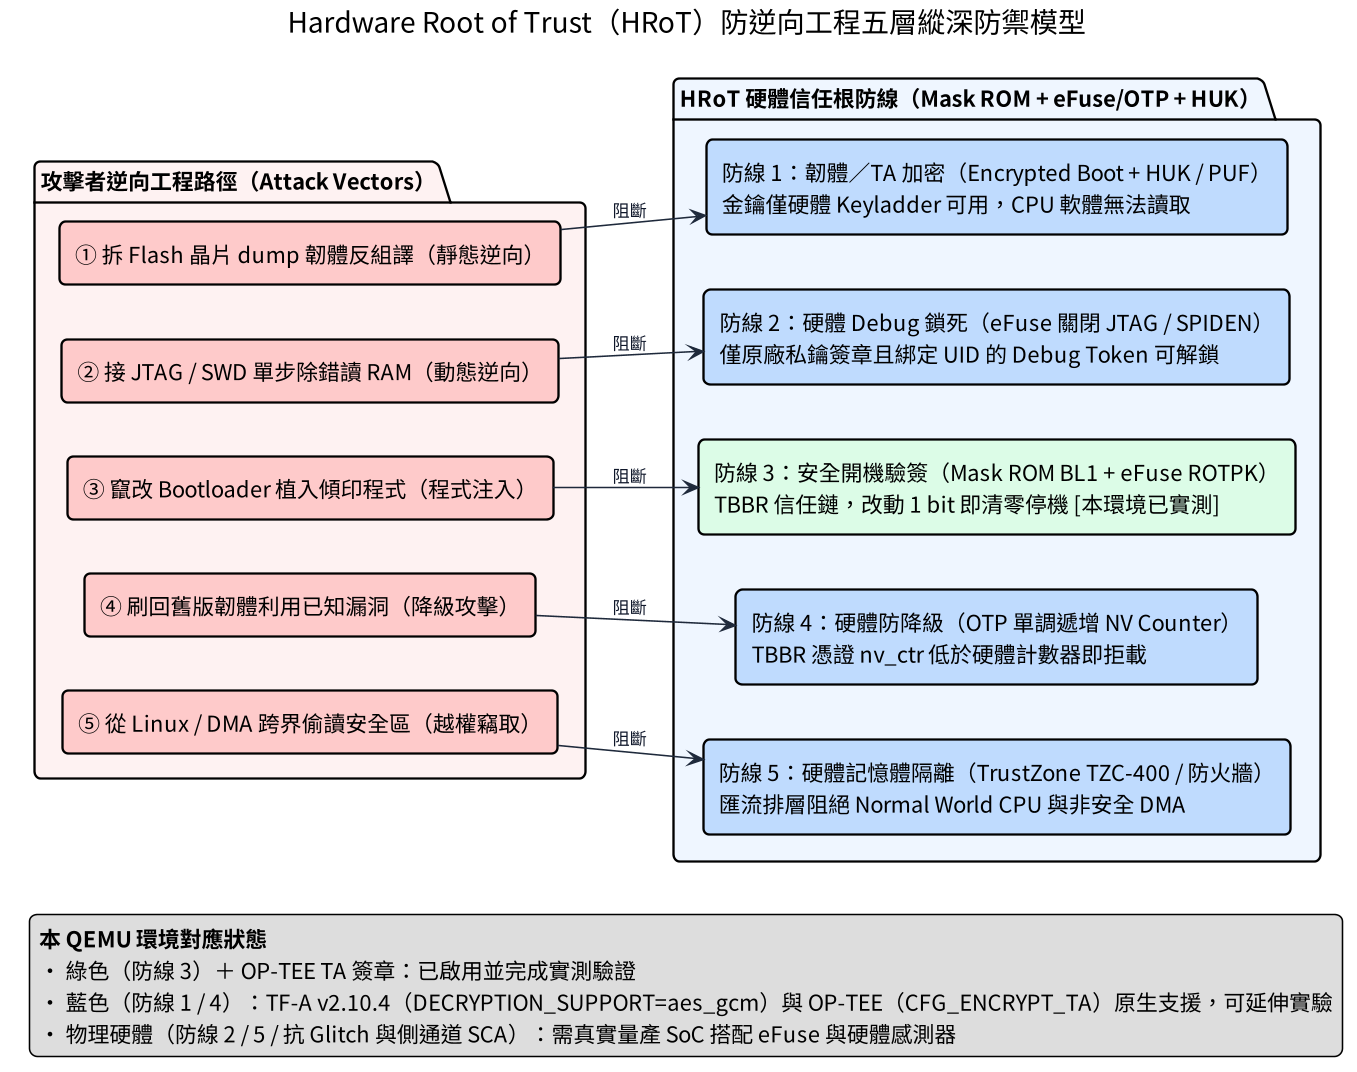 Hardware Root of Trust（HRoT）防逆向工程五層縱深防禦模型
攻擊者逆向工程路徑（Attack Vectors）
① 拆 Flash 晶片 dump 韌體反組譯（靜態逆向）
② 接 JTAG / SWD 單步除錯讀 RAM（動態逆向）
③ 竄改 Bootloader 植入傾印程式（程式注入）
④ 刷回舊版韌體利用已知漏洞（降級攻擊）
⑤ 從 Linux / DMA 跨界偷讀安全區（越權竊取）
阻斷
阻斷
阻斷
阻斷
阻斷
HRoT 硬體信任根防線（Mask ROM + eFuse/OTP + HUK）
防線 1：韌體／TA 加密（Encrypted Boot + HUK / PUF）
金鑰僅硬體 Keyladder 可用，CPU 軟體無法讀取
防線 2：硬體 Debug 鎖死（eFuse 關閉 JTAG / SPIDEN）
僅原廠私鑰簽章且綁定 UID 的 Debug Token 可解鎖
防線 3：安全開機驗簽（Mask ROM BL1 + eFuse ROTPK）
TBBR 信任鏈，改動 1 bit 即清零停機 [本環境已實測]
防線 4：硬體防降級（OTP 單調遞增 NV Counter）
TBBR 憑證 nv_ctr 低於硬體計數器即拒載
防線 5：硬體記憶體隔離（TrustZone TZC-400 / 防火牆）
匯流排層阻絕 Normal World CPU 與非安全 DMA
本 QEMU 環境對應狀態
• 綠色（防線 3）＋ OP-TEE TA 簽章：已啟用並完成實測驗證
• 藍色（防線 1 / 4）：TF-A v2.10.4（DECRYPTION_SUPPORT=aes_gcm）與 OP-TEE（CFG_ENCRYPT_TA）原生支援，可延伸實驗
• 物理硬體（防線 2 / 5 / 抗 Glitch 與側通道 SCA）：需真實量產 SoC 搭配 eFuse 與硬體感測器